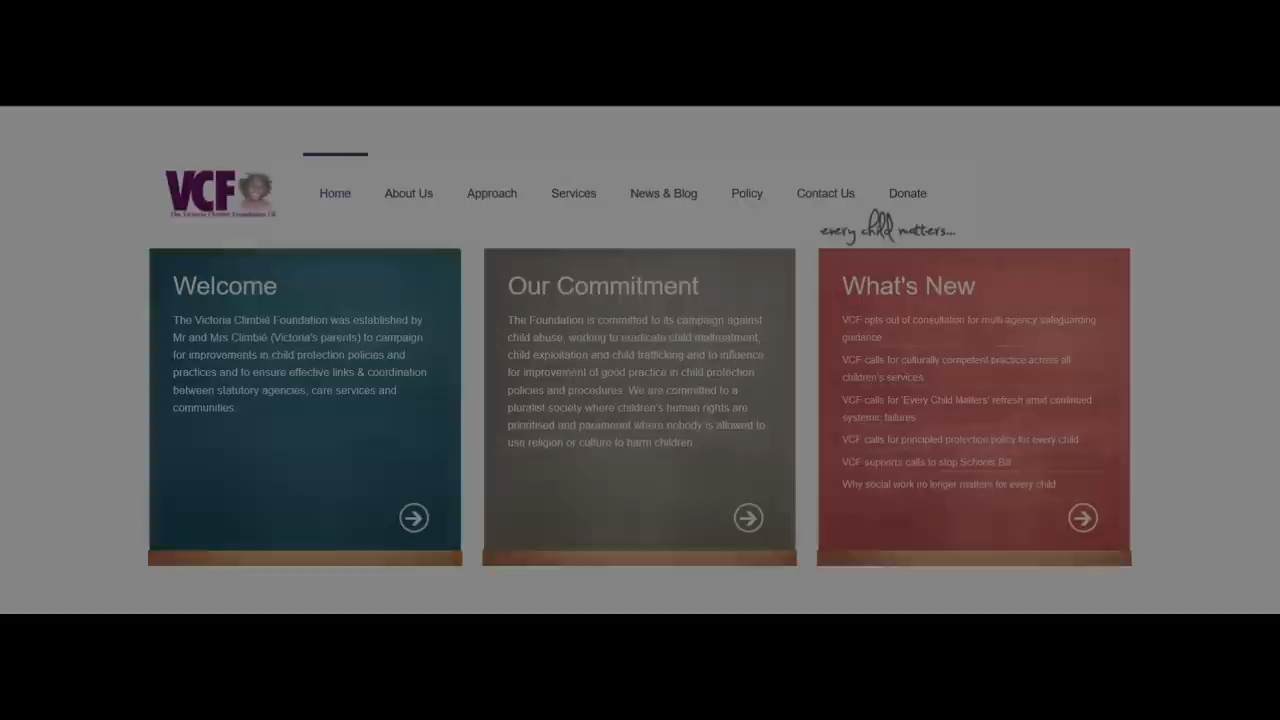 VCF
The Victoria Climbié Foundation UK
Home About Us Approach Services News & Blog Policy Contact Us Donate
every child matters...
Welcome
The Victoria Climbié Foundation was established by
Mr and Mrs Climbié (Victoria's parents) to campaign
for improvements in child protection policies and
practices and to ensure effective links & coordination
between statutory agencies, care services and
communities.
Our Commitment
The Foundation is committed to its campaign against
child abuse, working to eradicate child maltreatment,
child exploitation and child trafficking and to influence
for improvement of good practice in child protection
policies and procedures. We are committed to a
pluralist society where children's human rights are
prioritised and paramount where nobody is allowed to
use religion or culture to harm children.
What's New
VCF opts out of consultation for multi-agency safeguarding
guidance
VCF calls for culturally competent practice across all
children's services
VCF calls for 'Every Child Matters' refresh amid continued
systemic failures
VCF calls for principled protection policy for every child
VCF supports calls to stop Schools Bill
Why social work no longer matters for every child